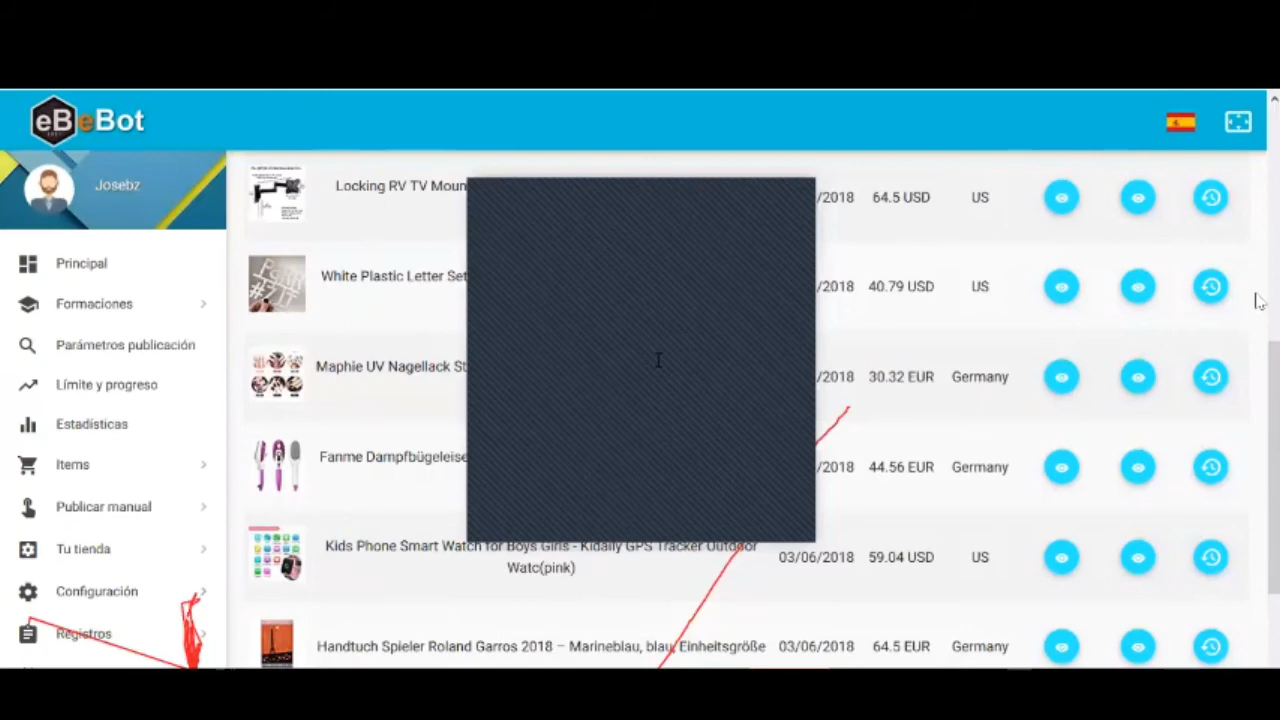 eB eBot
Josebz
Principal
Formaciones
Parámetros publicación
Límite y progreso
Estadísticas
Items
Publicar manual
Tu tienda
Configuración
Registros
Locking RV TV Moun /2018 64.5 USD US
White Plastic Letter Set /2018 40.79 USD US
Maphie UV Nagellack St /2018 30.32 EUR Germany
Fanme Dampfbügeleise /2018 44.56 EUR Germany
Kids Phone Smart Watch for Boys Girls - Kidally GPS Tracker Outdoor
Watc(pink) 03/06/2018 59.04 USD US
Handtuch Spieler Roland Garros 2018 – Marineblau, blau, Einheitsgröße 03/06/2018 64.5 EUR Germany